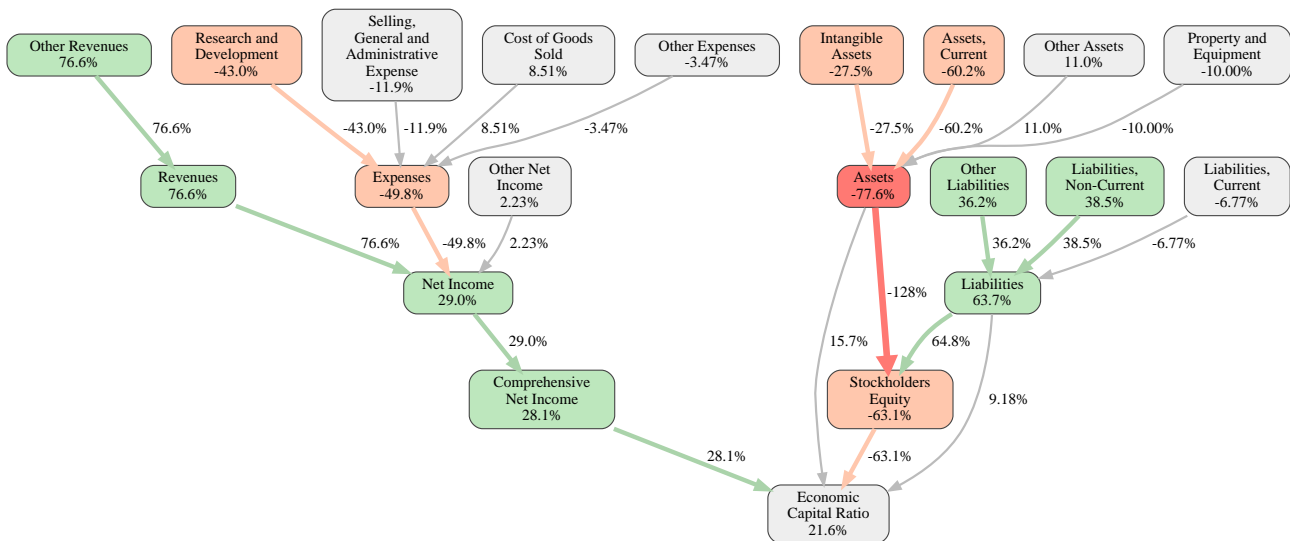 Other Revenues
76.6%
Research and
Development
-43.0%
Selling,
General and
Administrative
Expense
-11.9%
Cost of Goods
Sold
8.51%
Other Expenses
-3.47%
Intangible
Assets
-27.5%
Assets,
Current
-60.2%
Other Assets
11.0%
Property and
Equipment
-10.00%
76.6%
-43.0%
-11.9%
8.51%
-3.47%
-27.5%
-60.2%
11.0%
-10.00%
Revenues
76.6%
Expenses
-49.8%
Other Net
Income
2.23%
Assets
-77.6%
Other
Liabilities
36.2%
Liabilities,
Non-Current
38.5%
Liabilities,
Current
-6.77%
76.6%
-49.8%
2.23%
36.2%
38.5%
-6.77%
Net Income
29.0%
-128%
Liabilities
63.7%
29.0%
15.7%
64.8%
Comprehensive
Net Income
28.1%
Stockholders
Equity
-63.1%
9.18%
28.1%
-63.1%
Economic
Capital Ratio
21.6%